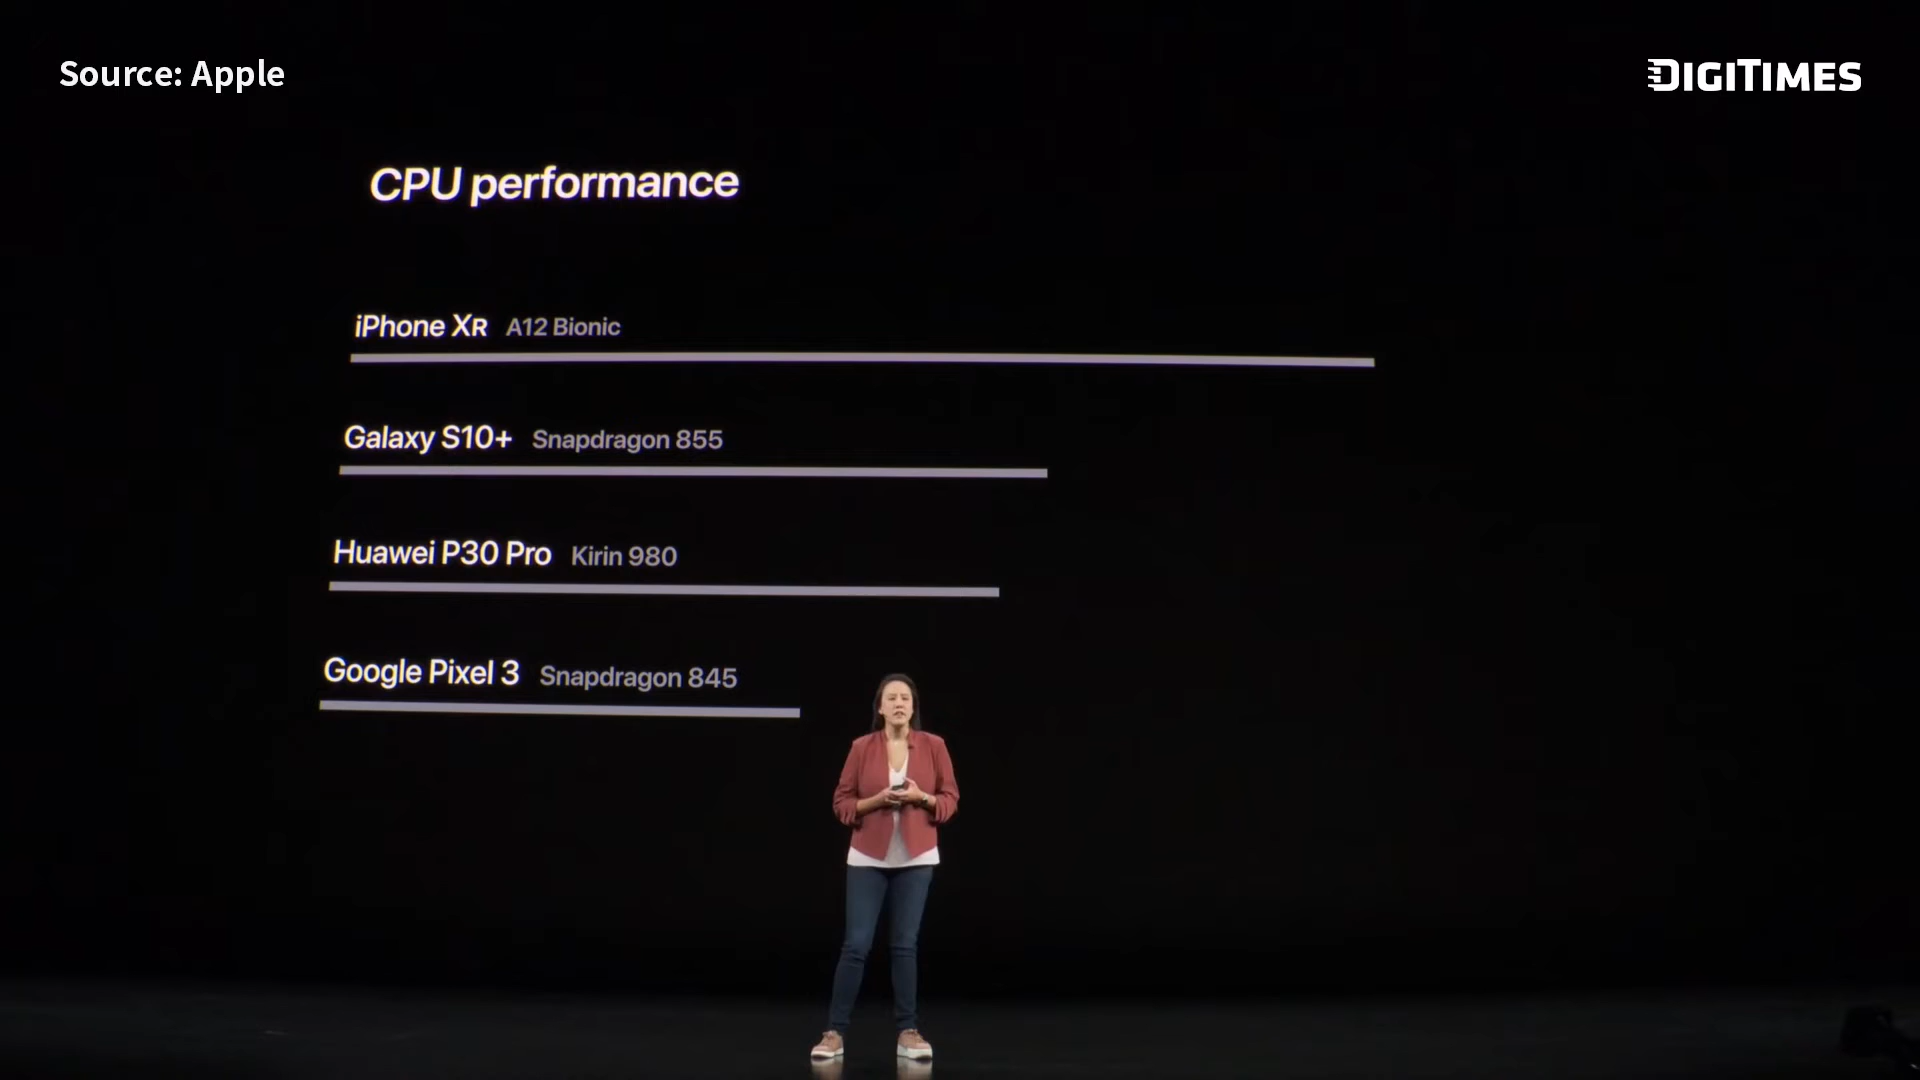 Source: Apple
DIGITIMES
CPU performance
iPhone XR A12 Bionic
Galaxy S10+ Snapdragon 855
Huawei P30 Pro Kirin 980
Google Pixel 3 Snapdragon 845